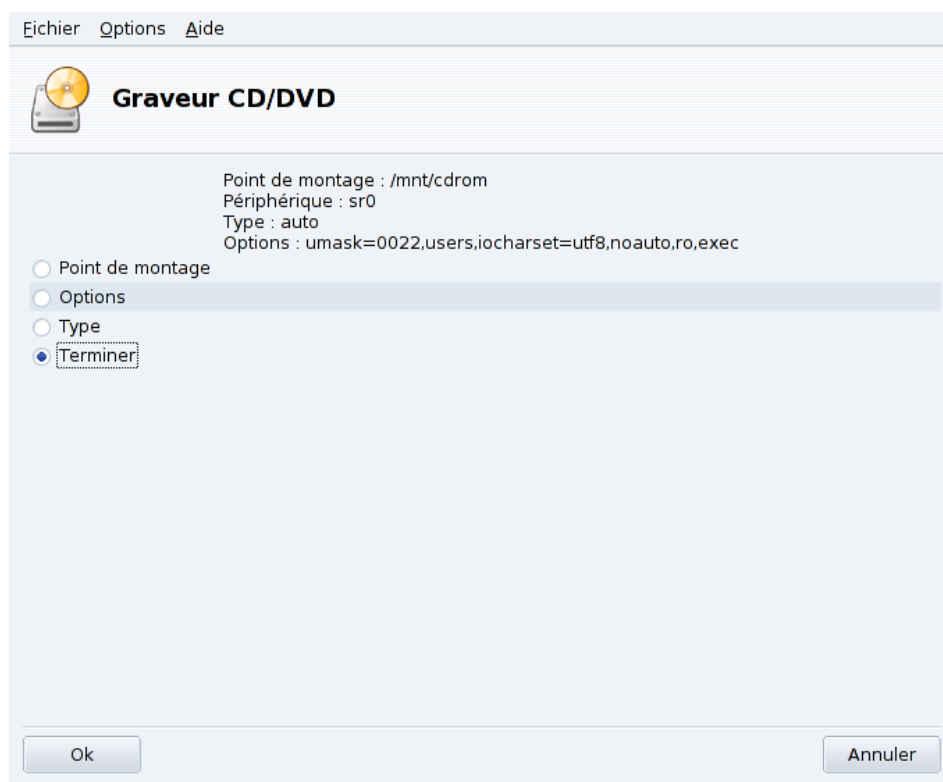 Fichier Options Aide
Graveur CD/DVD
Point de montage : /mnt/cdrom
Périphérique : sr0
Type : auto
Options : umask=0022,users,iocharset=utf8,noauto,ro,exec
Point de montage
Options
Type
Terminer
Ok Annuler